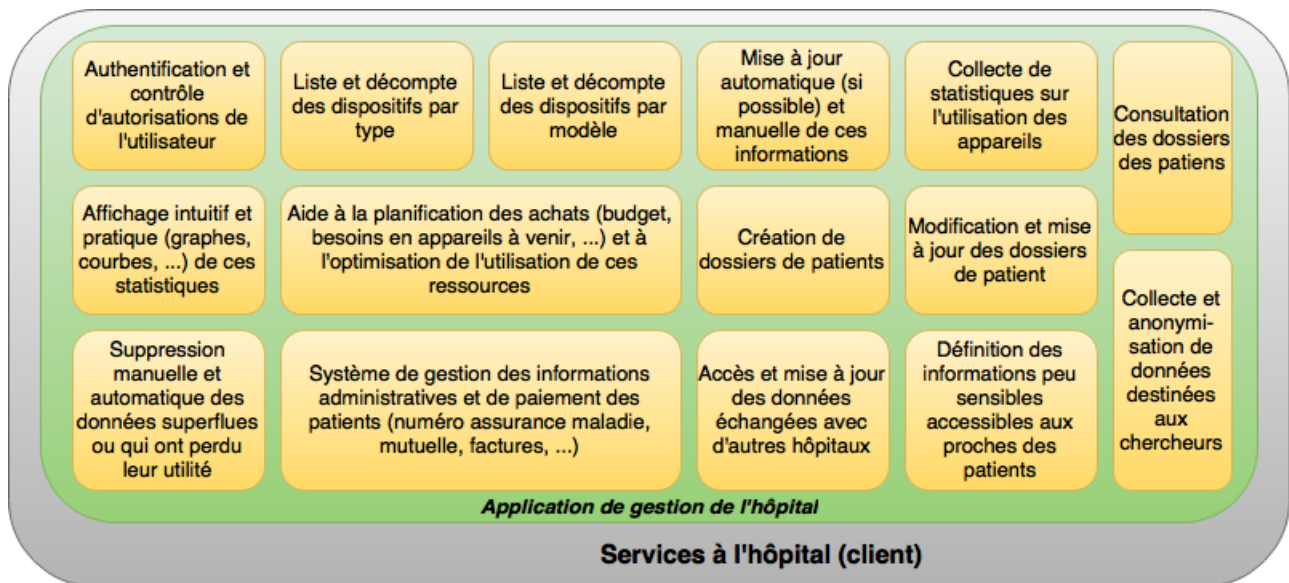 Authentification et
contrôle
d'autorisations de
l'utilisateur
Liste et décompte
des dispositifs par
type
Liste et décompte
des dispositifs par
modèle
Mise à jour
automatique (si
possible) et
manuelle de ces
informations
Collecte de
statistiques sur
l'utilisation des
appareils
Consultation
des dossiers
des patiens
Affichage intuitif et
pratique (graphes,
courbes, ...) de ces
statistiques
Aide à la planification des achats (budget,
besoins en appareils à venir, ...) et à
l'optimisation de l'utilisation de ces
ressources
Création de
dossiers de patients
Modification et mise
à jour des dossiers
de patient
Collecte et
anonymi-
sation de
données
destinées
aux
chercheurs
Suppression
manuelle et
automatique des
données superflues
ou qui ont perdu
leur utilité
Système de gestion des informations
administratives et de paiement des
patients (numéro assurance maladie,
mutuelle, factures, ...)
Accès et mise à jour
des données
échangées avec
d'autres hôpitaux
Définition des
informations peu
sensibles
accessibles aux
proches des
patients
Application de gestion de l'hôpital
Services à l'hôpital (client)